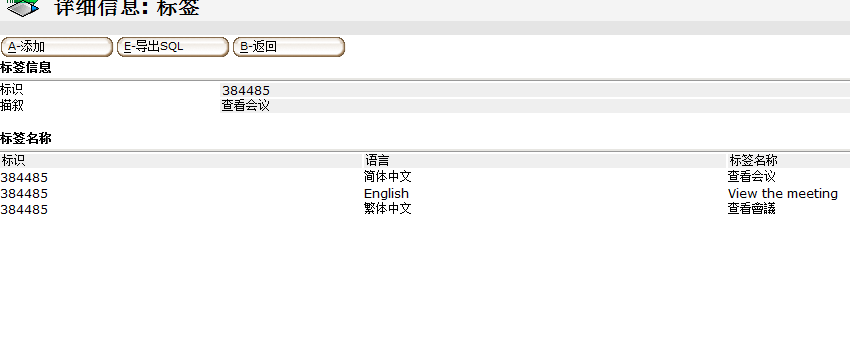 详细信息: 标签
A-添加 E-导出SQL B-返回
标签信息
标识 384485
描叙 查看会议
标签名称
标识 语言 标签名称
384485 简体中文 查看会议
384485 English View the meeting
384485 繁体中文 查看會議